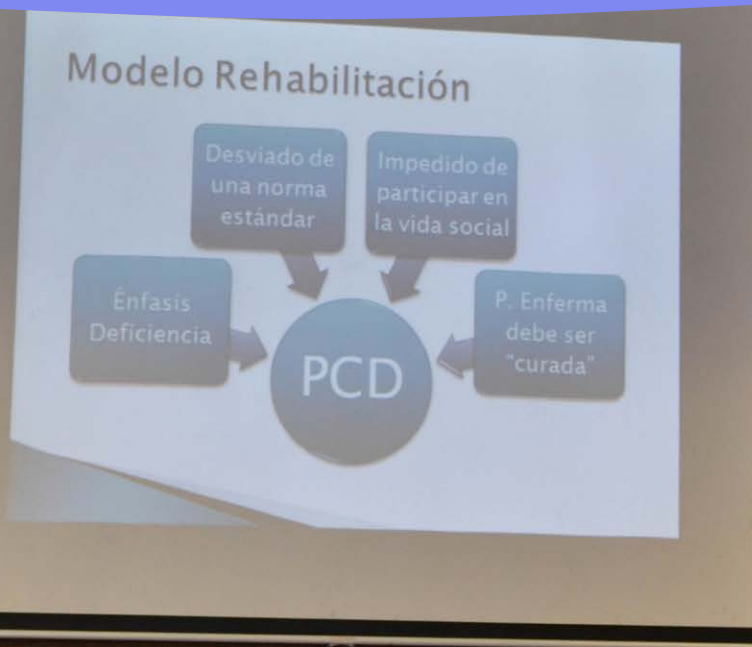 Modelo Rehabilitación
Desviado de
una norma
estándar
Impedido de
participar en
la vida social
Énfasis
Deficiencia
P. Enferma
debe ser
"curada"
PCD